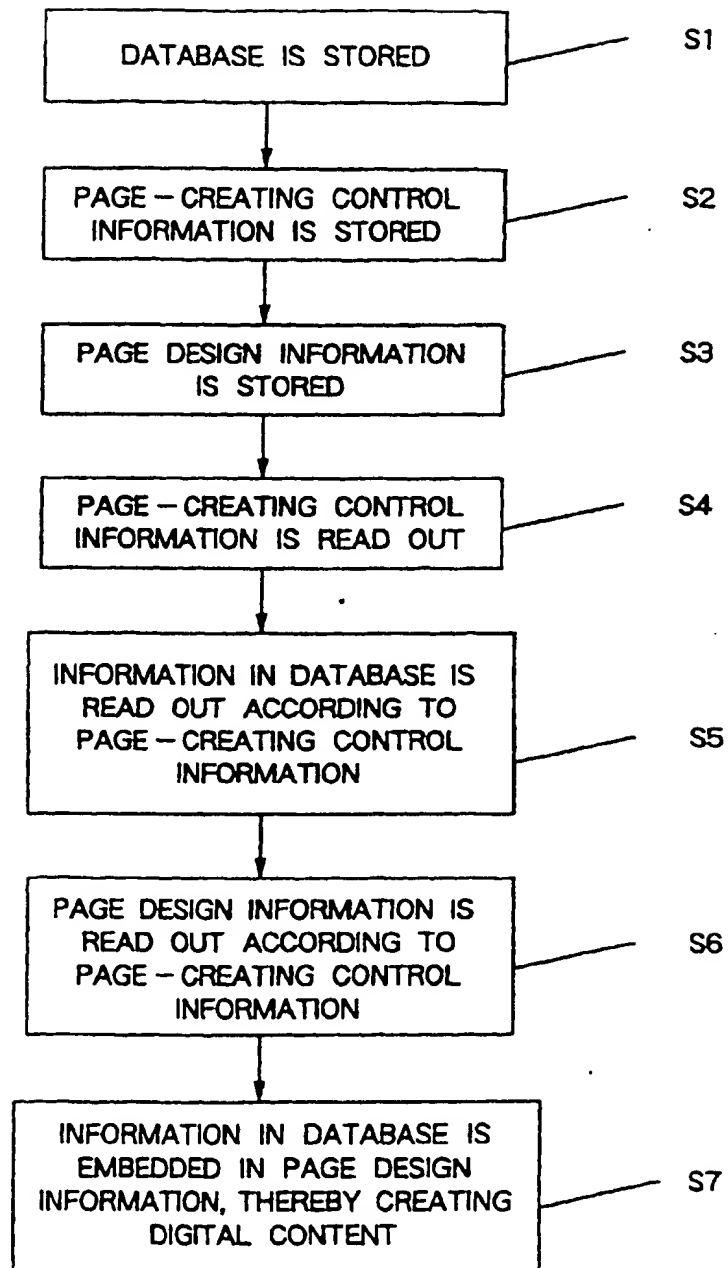 DATABASE IS STORED
S1
PAGE-CREATING CONTROL
INFORMATION IS STORED
S2
PAGE DESIGN INFORMATION
IS STORED
S3
PAGE-CREATING CONTROL
INFORMATION IS READ OUT
S4
INFORMATION IN DATABASE IS
READ OUT ACCORDING TO
PAGE-CREATING CONTROL
INFORMATION
S5
PAGE DESIGN INFORMATION IS
READ OUT ACCORDING TO
PAGE-CREATING CONTROL
INFORMATION
S6
INFORMATION IN DATABASE IS
EMBEDDED IN PAGE DESIGN
INFORMATION, THEREBY CREATING
DIGITAL CONTENT
S7